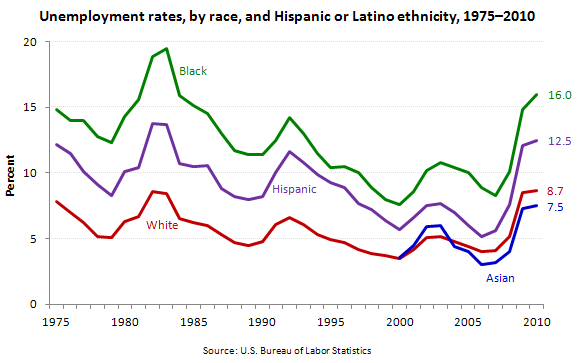 Unemployment rates, by race, and Hispanic or Latino ethnicity, 1975–2010
20
15
10
5
0
Percent
Black
Hispanic
White
Asian
16.0
12.5
8.7
7.5
1975 1980 1985 1990 1995 2000 2005 2010
Source: U.S. Bureau of Labor Statistics